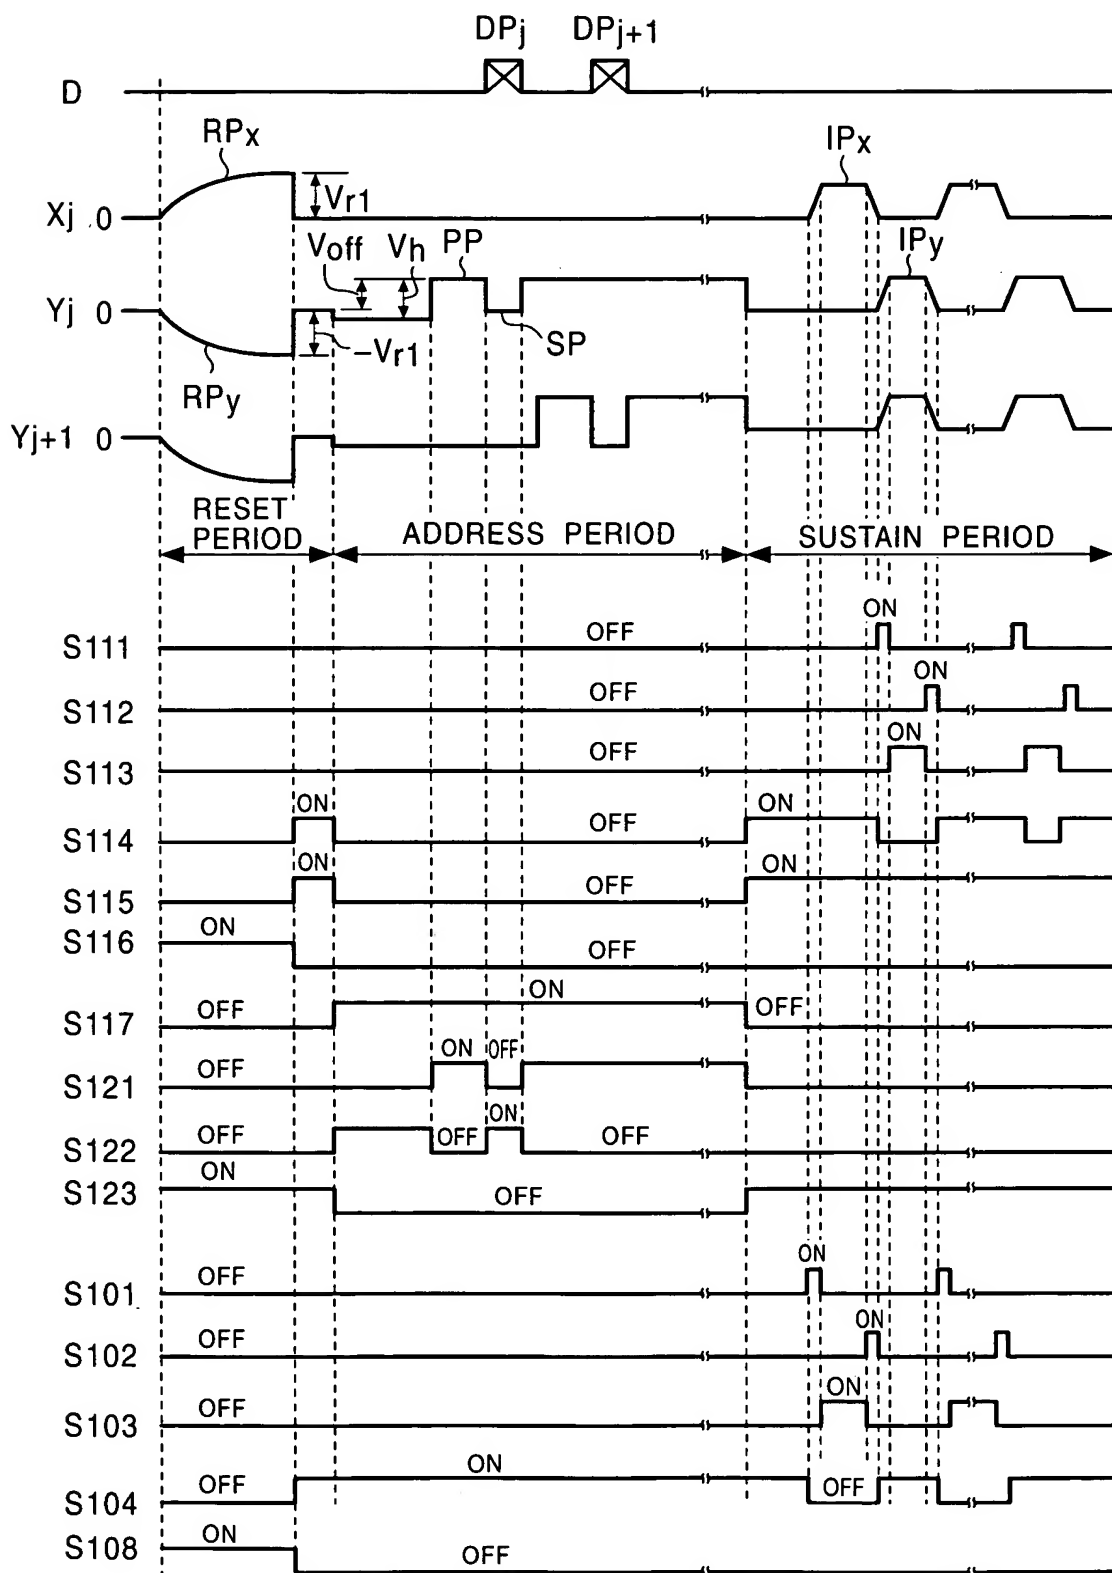 DPj DPj+1
D
RPx IPx
Vr1
Xj 0
Voff Vh PP IPy
Yj 0
SP
-Vr1
RPy
Yj+1 0
RESET PERIOD ADDRESS PERIOD SUSTAIN PERIOD
S111 OFF ON
S112 OFF ON
S113 OFF ON
S114 ON OFF ON
S115 ON OFF ON
S116 ON OFF
S117 OFF ON OFF
S121 OFF ON OFF
S122 OFF OFF ON OFF
S123 ON OFF
S101 OFF ON
S102 OFF ON
S103 OFF ON
S104 OFF ON OFF
S108 ON OFF